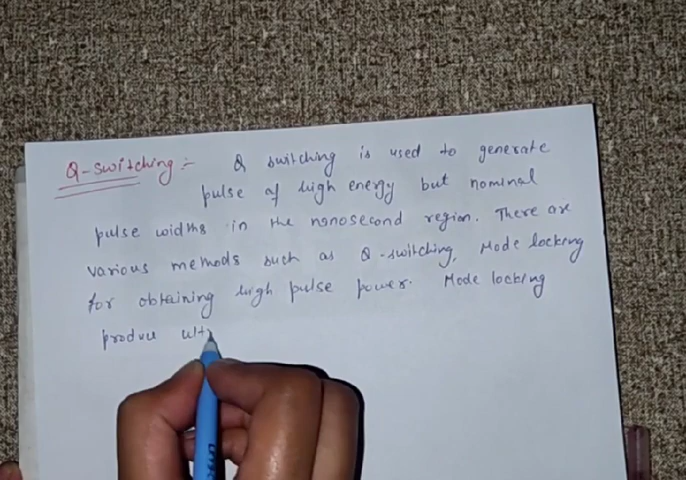 Q-switching :- Q switching is used to generate
pulse of high energy but nominal
pulse widths in the nanosecond region. There are
various methods such as Q-switching, Mode locking
for obtaining high pulse power. Mode locking
produce ult